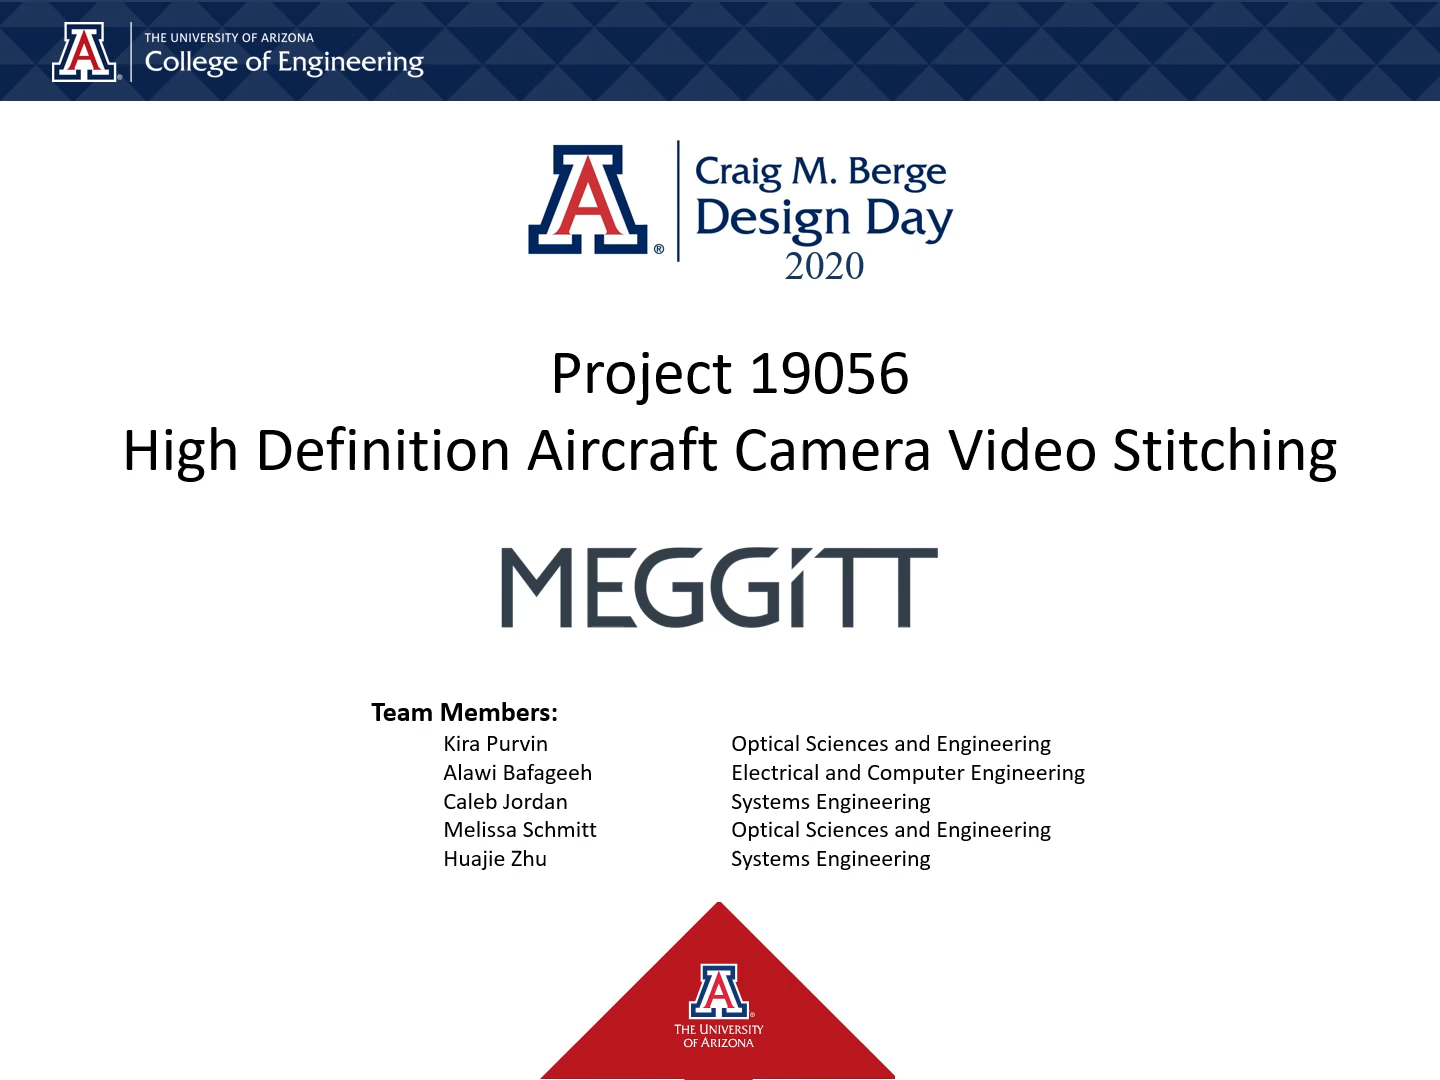 THE UNIVERSITY OF ARIZONA
A® College of Engineering
Craig M. Berge
A® Design Day
2020
Project 19056
High Definition Aircraft Camera Video Stitching
MEGGITT
Team Members:
Kira Purvin Optical Sciences and Engineering
Alawi Bafageeh Electrical and Computer Engineering
Caleb Jordan Systems Engineering
Melissa Schmitt Optical Sciences and Engineering
Huajie Zhu Systems Engineering
A®
THE UNIVERSITY
OF ARIZONA